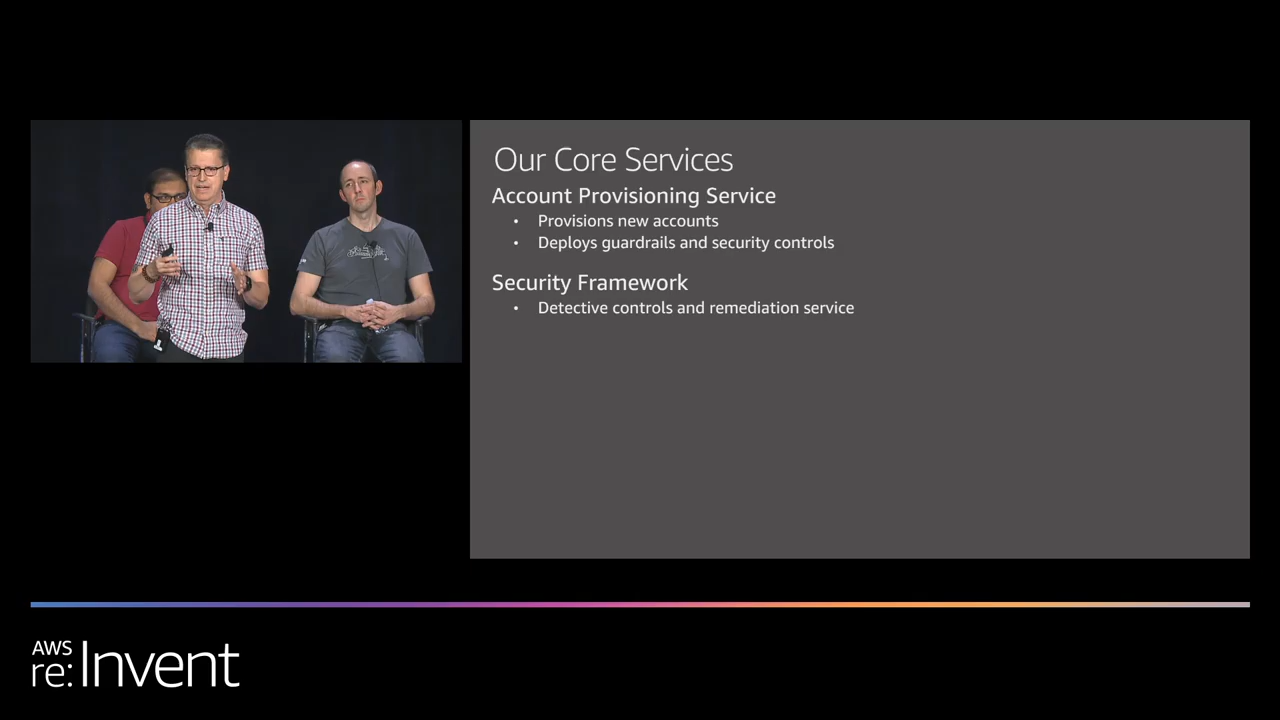 Our Core Services
Account Provisioning Service
• Provisions new accounts
• Deploys guardrails and security controls
Security Framework
• Detective controls and remediation service
AWS
re:Invent